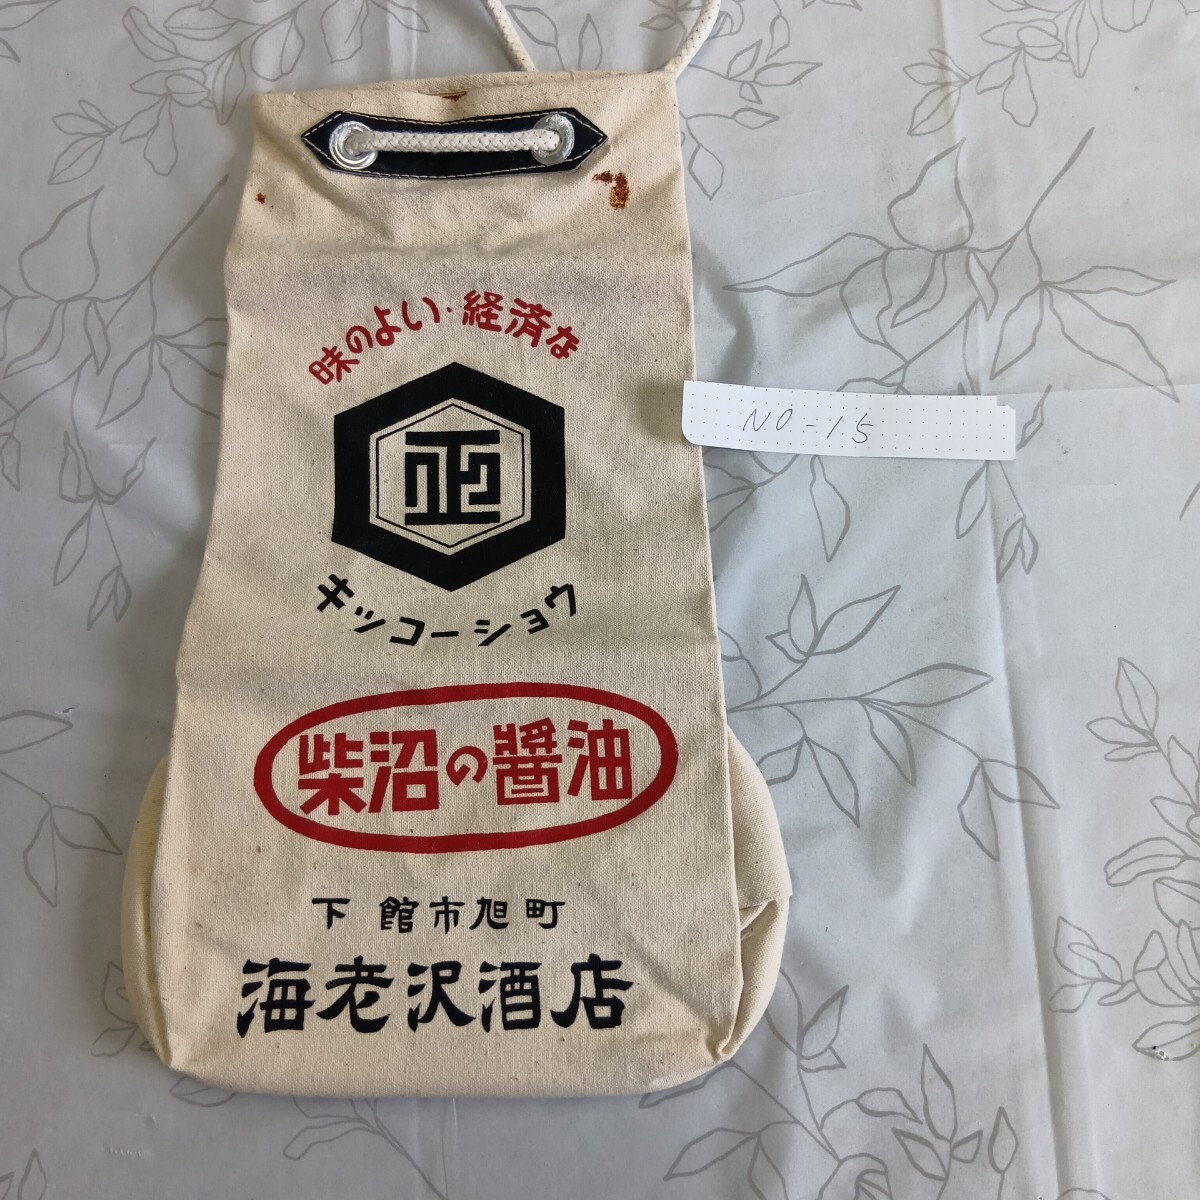 味のよい·経済な
正
キッコーショウ
柴沼の醤油
下館市旭町
海老沢酒店
NO-15